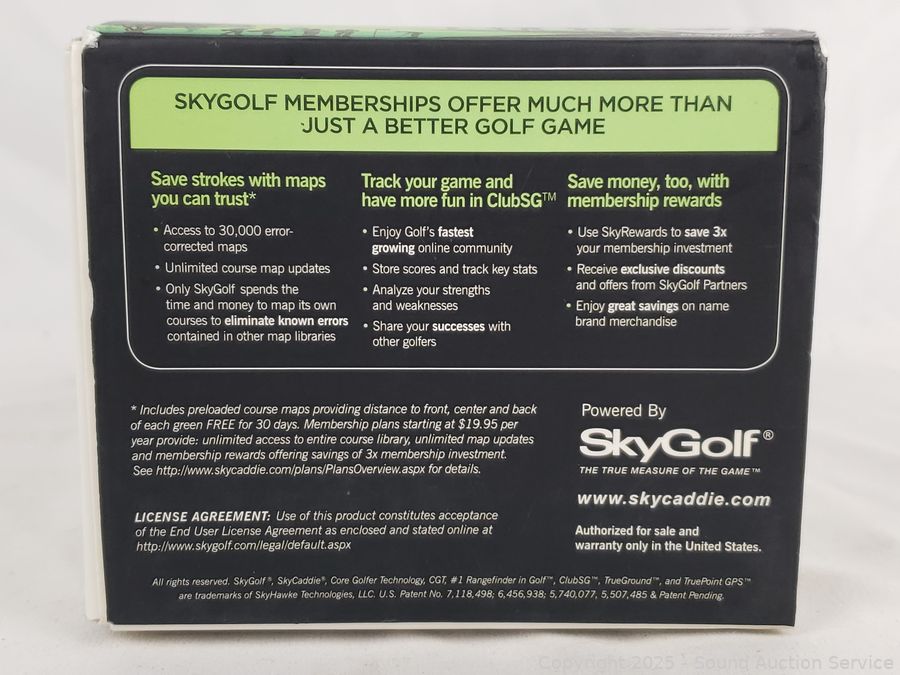 SKYGOLF MEMBERSHIPS OFFER MUCH MORE THAN
JUST A BETTER GOLF GAME
Save strokes with maps
you can trust*
• Access to 30,000 error-
corrected maps
• Unlimited course map updates
• Only SkyGolf spends the
time and money to map its own
courses to eliminate known errors
contained in other map libraries
Track your game and
have more fun in ClubSG™
• Enjoy Golf's fastest
growing online community
• Store scores and track key stats
• Analyze your strengths
and weaknesses
• Share your successes with
other golfers
Save money, too, with
membership rewards
• Use SkyRewards to save 3x
your membership investment
• Receive exclusive discounts
and offers from SkyGolf Partners
• Enjoy great savings on name
brand merchandise
* Includes preloaded course maps providing distance to front, center and back
of each green FREE for 30 days. Membership plans starting at $19.95 per
year provide: unlimited access to entire course library, unlimited map updates
and membership rewards offering savings of 3x membership investment.
See http://www.skycaddie.com/plans/PlansOverview.aspx for details.
LICENSE AGREEMENT: Use of this product constitutes acceptance
of the End User License Agreement as enclosed and stated online at
http://www.skygolf.com/legal/default.aspx
Powered By
SkyGolf®
THE TRUE MEASURE OF THE GAME™
www.skycaddie.com
Authorized for sale and
warranty only in the United States.
All rights reserved. SkyGolf®, SkyCaddie®, Core Golfer Technology, CGT, #1 Rangefinder in Golf™, ClubSG™, TrueGround™, and TruePoint GPS™
are trademarks of SkyHawke Technologies, LLC. U.S. Patent No. 7,118,498; 6,456,938; 5,740,077, 5,507,485 & Patent Pending.
Copyright 2025 - Sound Auction Service